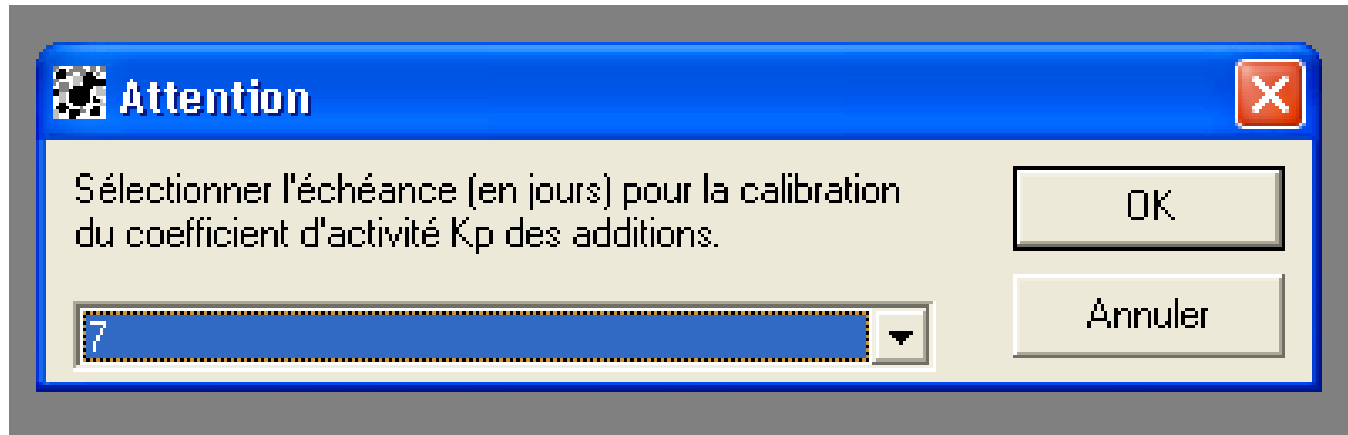 Attention
Sélectionner l'échéance (en jours) pour la calibration
du coefficient d'activité Kp des additions.
OK
7
Annuler